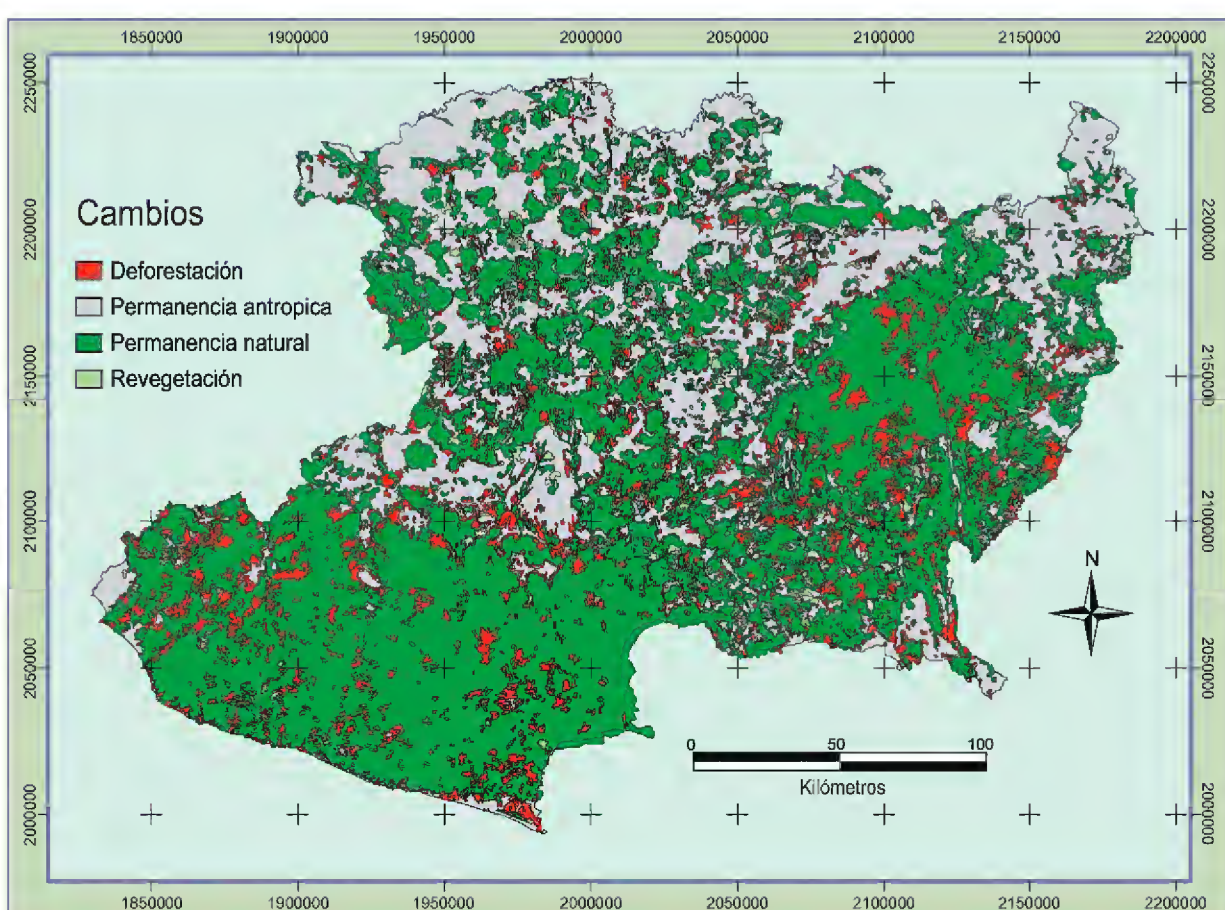 1850000 1900000 1950000 2000000 2050000 2100000 2150000 2200000
2250000 2250000
2200000 2200000
2150000 2150000
2100000 2100000
2050000 2050000
2000000 2000000
Cambios
Deforestación
Permanencia antropica
Permanencia natural
Revegetación
N
0 50 100
Kilómetros
1850000 1900000 1950000 2000000 2050000 2100000 2150000 2200000